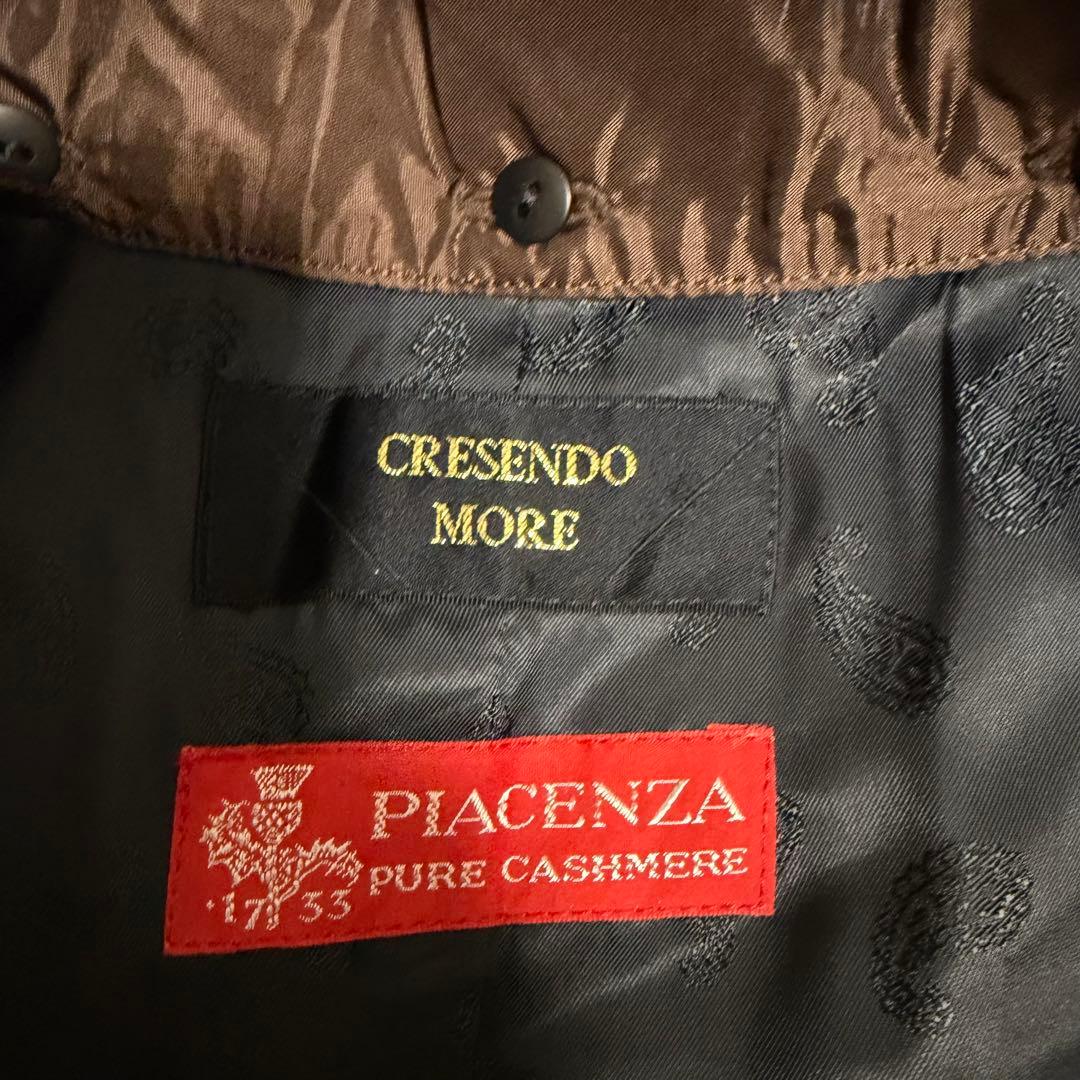 CRESENDO
MORE
PIACENZA
PURE CASHMERE
1733